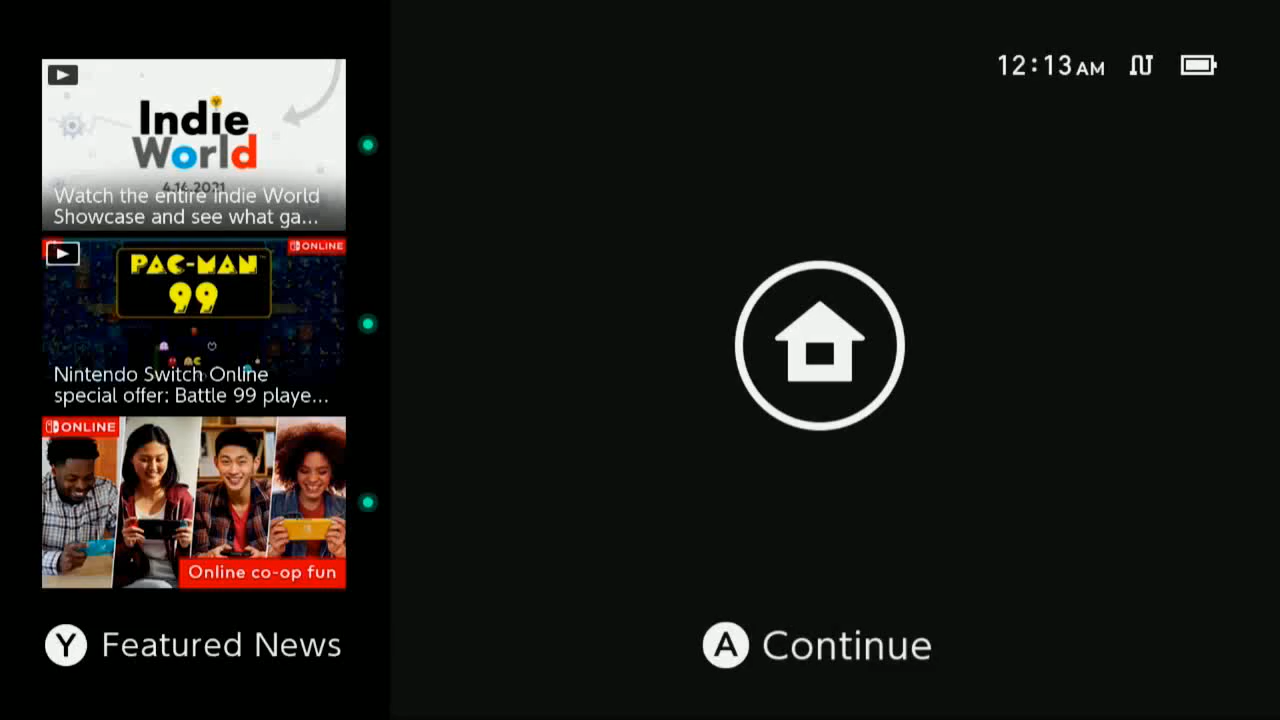 12:13 AM
Indie
World
4.14.2021
Watch the entire Indie World
Showcase and see what ga...
ONLINE
PAC-MAN
99
Nintendo Switch Online
special offer: Battle 99 playe...
ONLINE
Online co-op fun
Y Featured News
A Continue